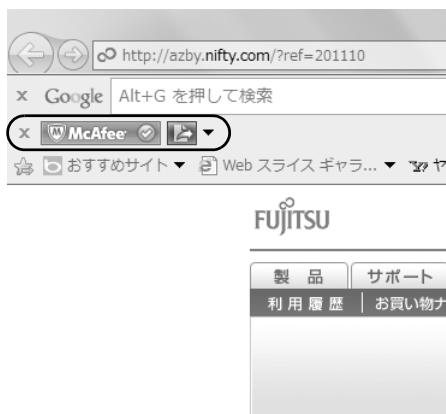 http://azby.nifty.com/?ref=201110
x Google Alt+G を押して検索
x McAfee
おすすめサイト ▼ Web スライス ギャラ... ▼ ヤ
FUJITSU
製 品 サポート
利用履歴 お買い物ナ